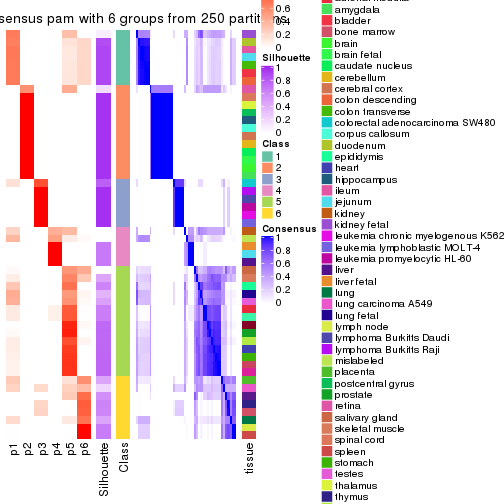 sensus pam with 6 groups from 250 partit
0.6
0
Silhouette
1
0.8
0.6
0.4
0.2
0
Class
1
2
3
4
5
6
Consensus
1
0.8
0.6
0.4
0.2
0
p1
p2
p3
p4
p5
p6
Silhouette
Class
tissue
amygdala
bladder
bone marrow
brain
brain fetal
caudate nucleus
cerebellum
cerebral cortex
colon descending
colon transverse
colorectal adenocarcinoma SW480
corpus callosum
duodenum
epididymis
heart
hippocampus
ileum
jejunum
kidney
kidney fetal
leukemia chronic myelogenous K562
leukemia lymphoblastic MOLT-4
leukemia promyelocytic HL-60
liver
liver fetal
lung
lung carcinoma A549
lung fetal
lymph node
lymphoma Burkitts Daudi
lymphoma Burkitts Raji
mislabeled
placenta
postcentral gyrus
prostate
retina
salivary gland
skeletal muscle
spinal cord
spleen
stomach
testes
thalamus
thymus